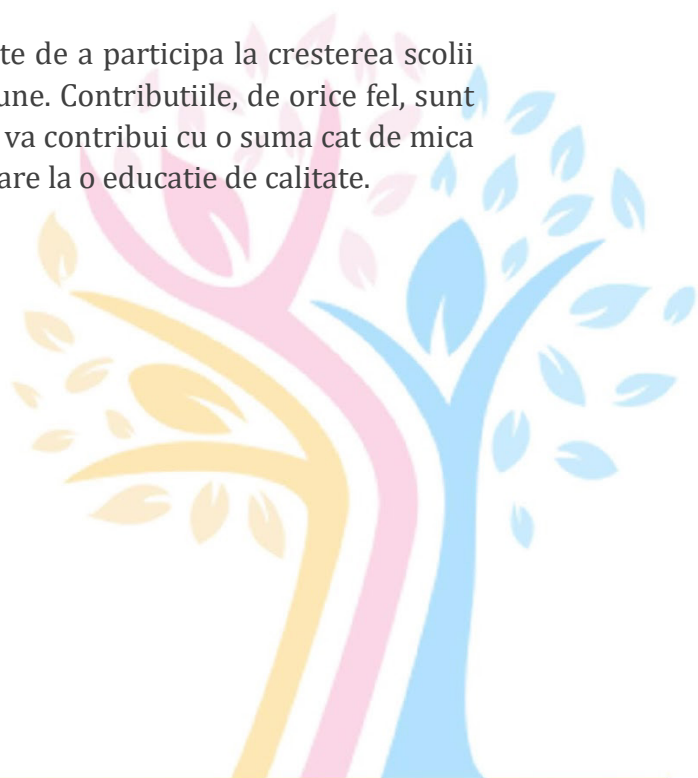 te de a participa la cresterea scolii
une. Contributiile, de orice fel, sunt
va contribui cu o suma cat de mica
are la o educatie de calitate.